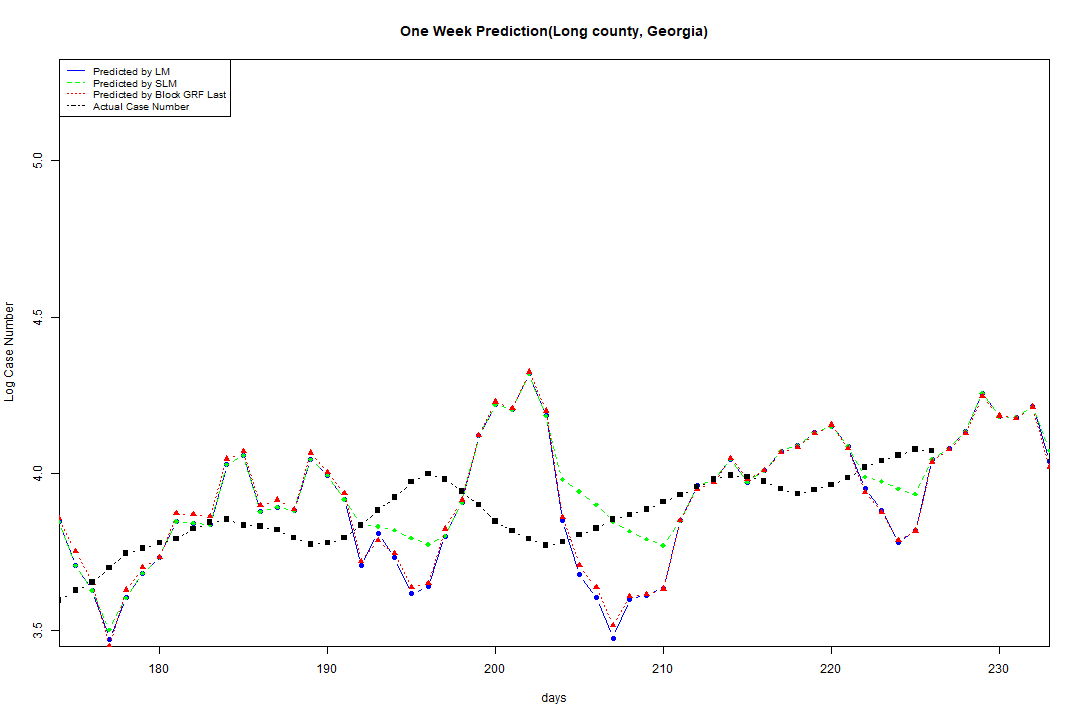 One Week Prediction(Long county, Georgia)
Predicted by LM
Predicted by SLM
Predicted by Block GRF Last
Actual Case Number
5.0
4.5
4.0
3.5
Log Case Number
180 190 200 210 220 230
days